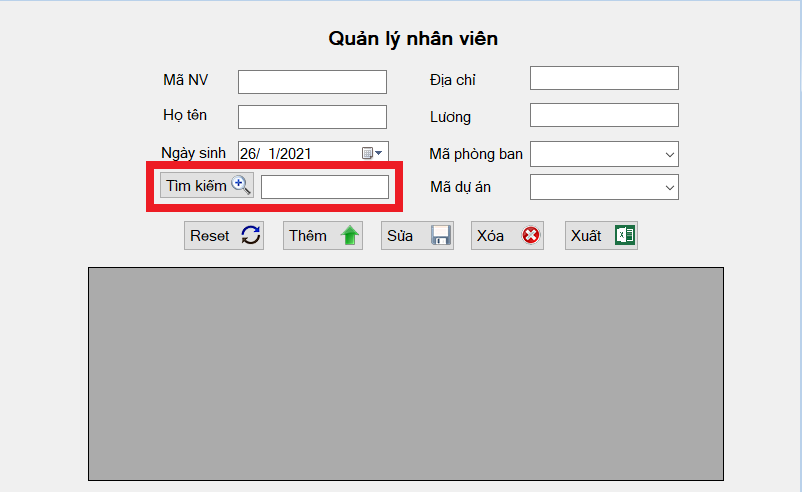 Quản lý nhân viên
Mã NV
Địa chỉ
Họ tên
Lương
Ngày sinh 26/ 1/2021
Mã phòng ban
Tìm kiếm
Mã dự án
Reset Thêm Sửa Xóa Xuất